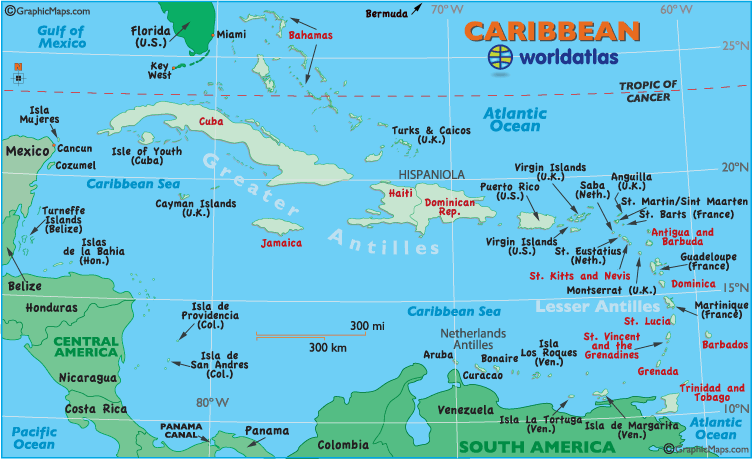 ©GraphicMaps.com
Bermuda
70°W
60°W
Gulf of
Mexico
Florida
(U.S.)
Miami
Bahamas
CARIBBEAN
worldatlas
25°N
Key
West
TROPIC OF
CANCER
Isla
Mujeres
Cuba
Atlantic
Ocean
Mexico
Cancun
Cozumel
Isle of Youth
(Cuba)
Turks & Caicos
(U.K.)
20°N
Caribbean Sea
Greater
Antilles
HISPANIOLA
Haiti
Dominican
Rep.
Puerto Rico
(U.S.)
Virgin Islands
(U.K.)
Saba
(Neth.)
Anguilla
(U.K.)
St. Martin/Sint Maarten
St. Barts (France)
Cayman Islands
(U.K.)
Turneffe
Islands
(Belize)
Islas
de la Bahia
(Hon.)
Jamaica
Virgin Islands
(U.S.)
St. Eustatius
(Neth.)
Antigua and
Barbuda
St. Kitts and Nevis
Guadeloupe
(France)
Montserrat (U.K.)
Dominica
Belize
15°N
Honduras
Isla de
Providencia
(Col.)
Caribbean Sea
Lesser Antilles
Martinique
(France)
St. Lucia
300 mi
300 km
Netherlands
Antilles
Isla
Los Roques
(Ven.)
St. Vincent
and the
Grenadines
Barbados
CENTRAL
AMERICA
Isla de
San Andres
(Col.)
Aruba
Bonaire
Curacao
Grenada
Nicaragua
Trinidad and
Tobago
Costa Rica
80°W
Venezuela
Isla La Tortuga
(Ven.)
Isla de Margarita
(Ven.)
10°N
Pacific
Ocean
PANAMA
CANAL
Panama
Colombia
SOUTH AMERICA
Atlantic
Ocean
©GraphicMaps.com